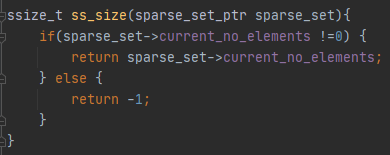 ssize_t ss_size(sparse_set_ptr sparse_set){
    if(sparse_set->current_no_elements !=0) {
        return sparse_set->current_no_elements;
    } else {
        return -1;
    }
}